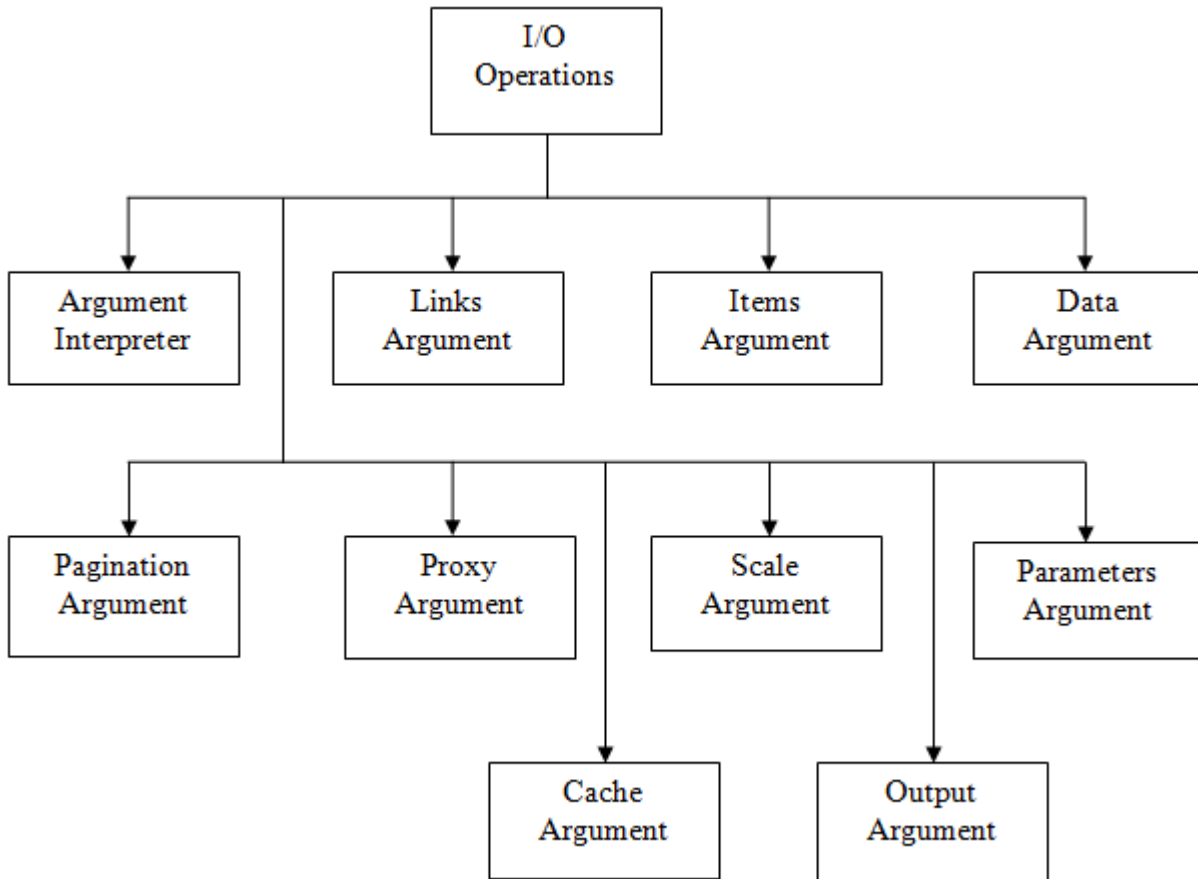 I/O
Operations
Argument
Interpreter
Links
Argument
Items
Argument
Data
Argument
Pagination
Argument
Proxy
Argument
Scale
Argument
Parameters
Argument
Cache
Argument
Output
Argument